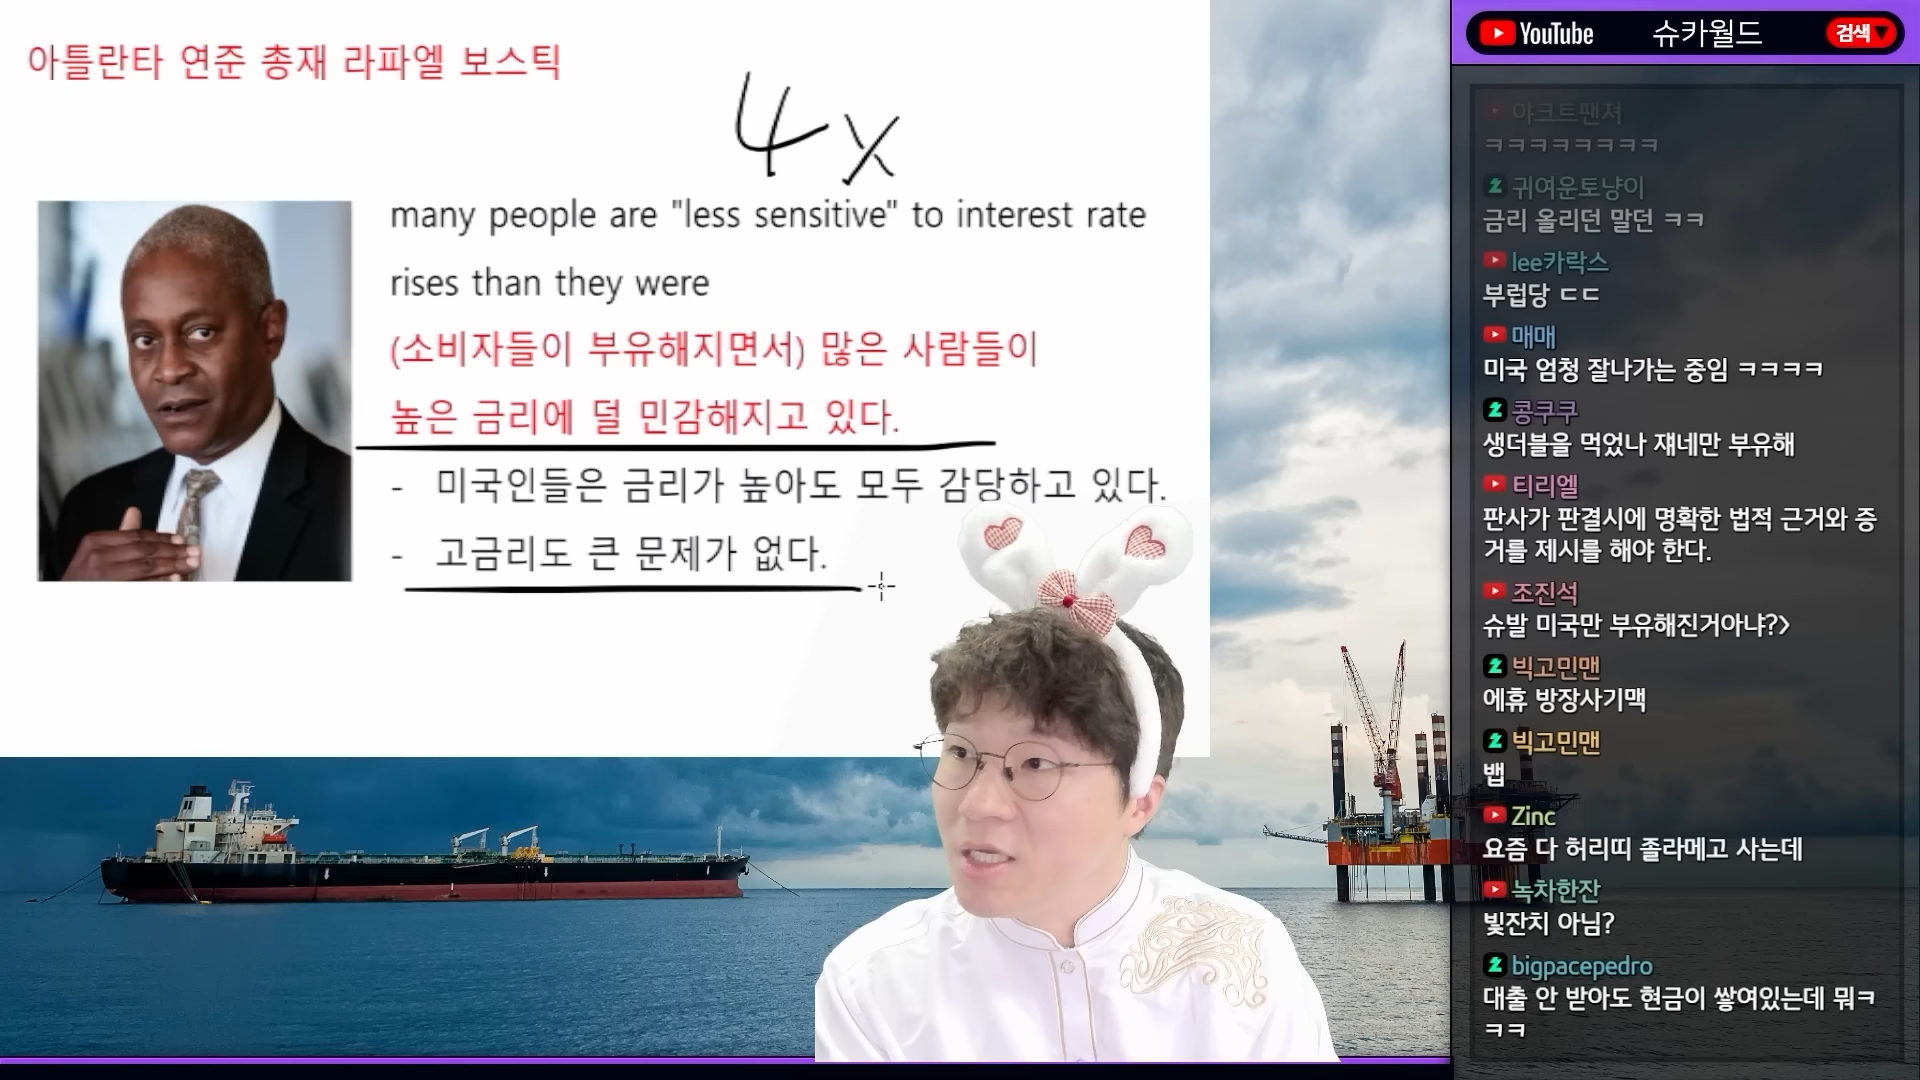 아틀란타 연준 총재 라파엘 보스틱
4x
many people are "less sensitive" to interest rate
rises than they were
(소비자들이 부유해지면서) 많은 사람들이
높은 금리에 덜 민감해지고 있다.
- 미국인들은 금리가 높아도 모두 감당하고 있다.
- 고금리도 큰 문제가 없다.
YouTube 슈카월드 검색
야크트팬져
ㅋㅋㅋㅋㅋㅋㅋㅋ
귀여운토냥이
금리 올리던 말던 ㅋㅋ
lee카락스
부럽당 ㄷㄷ
매매
미국 엄청 잘나가는 중임 ㅋㅋㅋㅋ
콩쿠쿠
생더블을 먹었나 쟤네만 부유해
티리엘
판사가 판결시에 명확한 법적 근거와 증
거를 제시를 해야 한다.
조진석
슈발 미국만 부유해진거아냐?>
빅고민맨
에휴 방장사기맥
빅고민맨
뱁
Zinc
요즘 다 허리띠 졸라메고 사는데
녹차한잔
빛잔치 아님?
bigpacepedro
대출 안 받아도 현금이 쌓여있는데 뭐ㅋ
ㅋㅋ